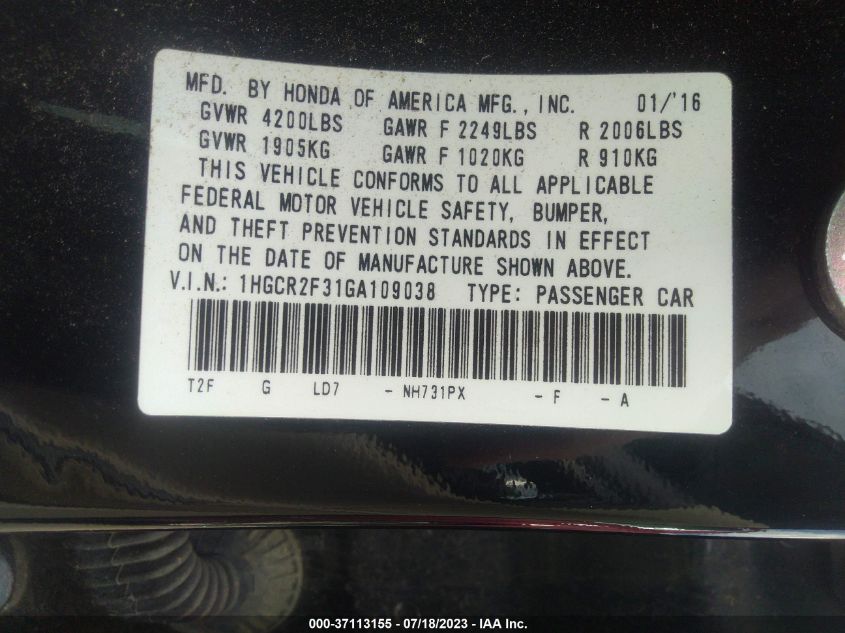 MFD. BY HONDA OF AMERICA MFG., INC. 01/'16
GVWR 4200LBS GAWR F 2249LBS R 2006LBS
GVWR 1905KG GAWR F 1020KG R 910KG
THIS VEHICLE CONFORMS TO ALL APPLICABLE
FEDERAL MOTOR VEHICLE SAFETY, BUMPER,
AND THEFT PREVENTION STANDARDS IN EFFECT
ON THE DATE OF MANUFACTURE SHOWN ABOVE.
V.I.N.: 1HGCR2F31GA109038 TYPE: PASSENGER CAR
T2F G LD7 - NH731PX - F - A
000-37113155 - 07/18/2023 - IAA Inc.